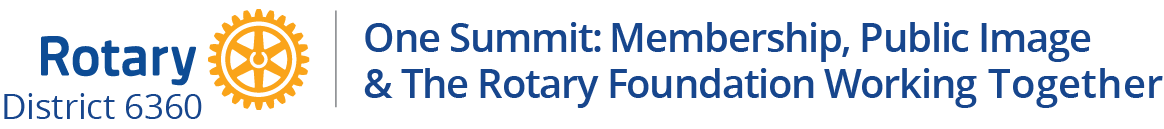 Rotary
District 6360
One Summit: Membership, Public Image
& The Rotary Foundation Working Together